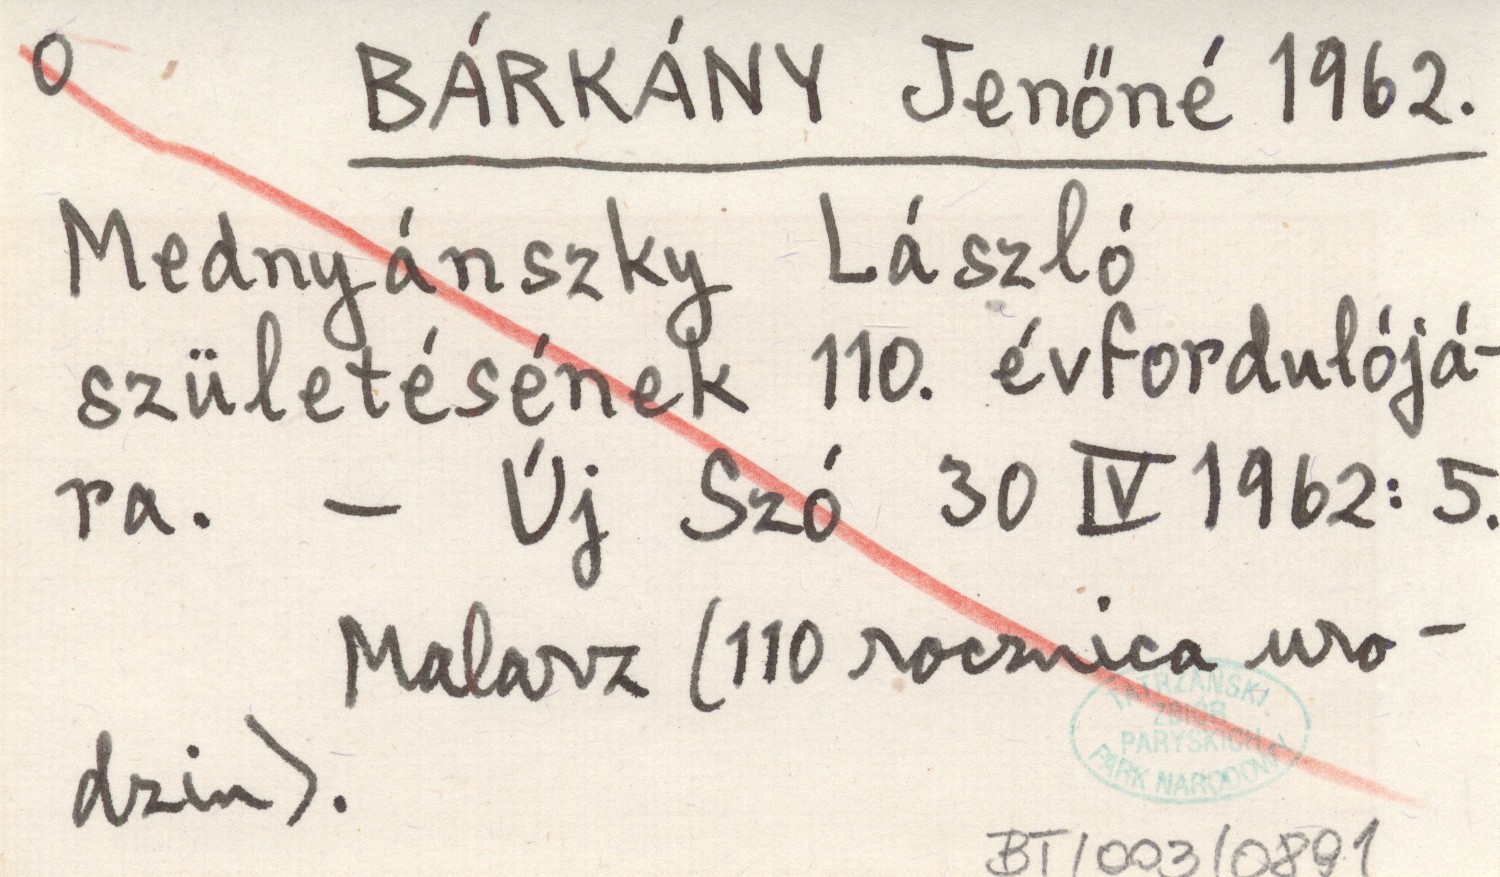 O BÁRKÁNY Jenőné 1962.
Mednyánszky László
születésének 110. évfordulójá-
ra. – Új Szó 30 IV 1962: 5.
Malarz (110 rocznica uro-
dzin).
TATRZAŃSKI
ZBIÓR
PARYSKICH
PARK NARODOWY
BT/003/0891